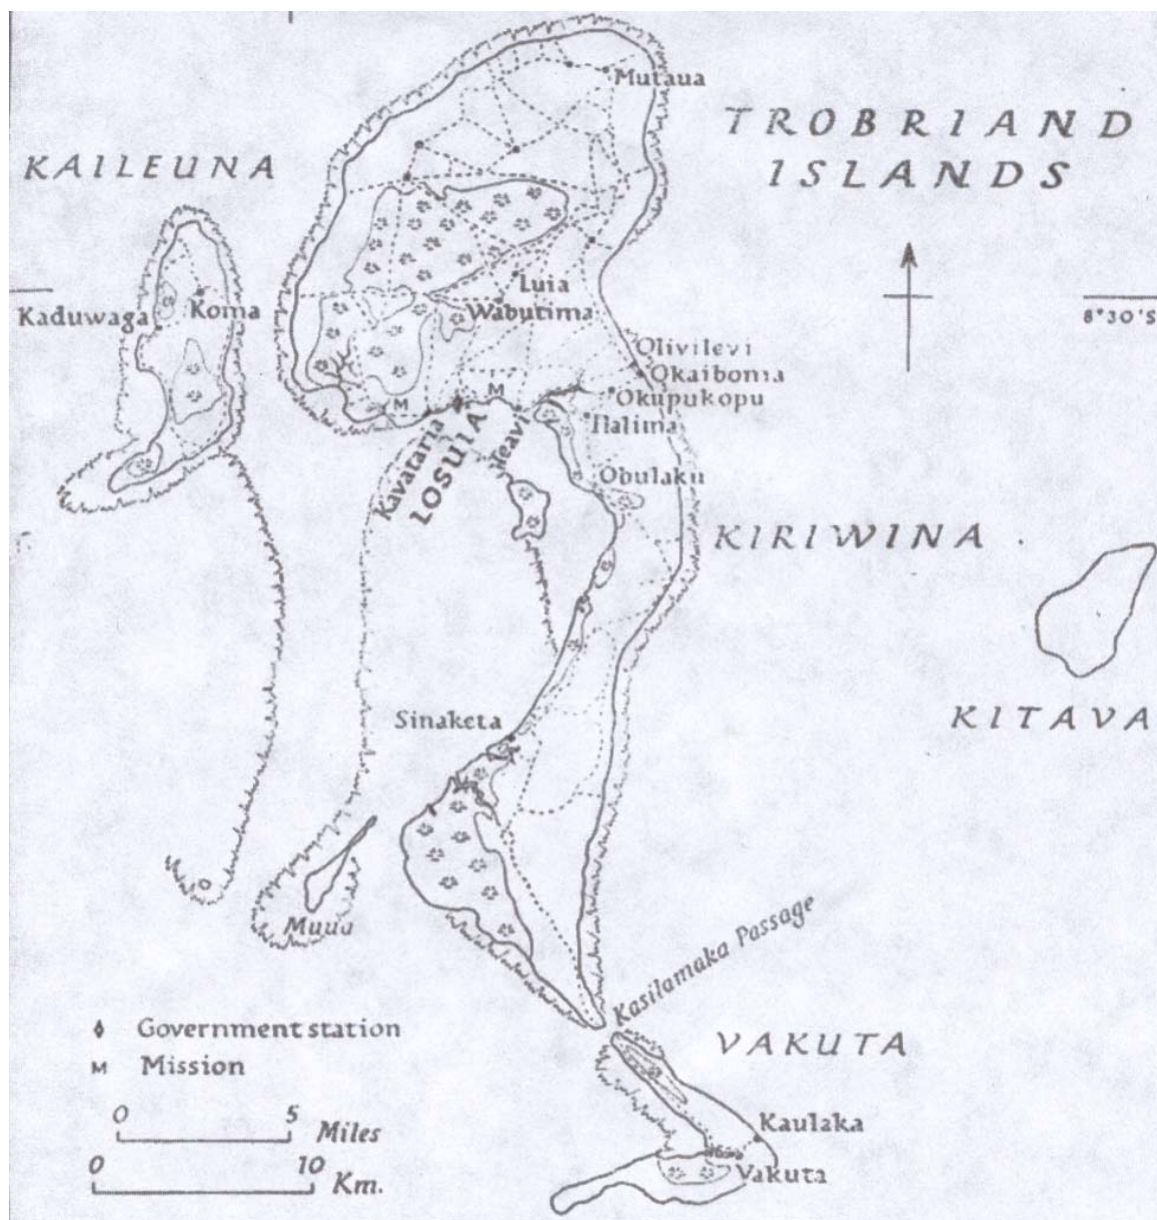 TROBRIAND
ISLANDS
KAILEUNA
Mutaua
Kaduwaga
Koma
Luia
Wabutima
8°30'S
Olivilevi
Okaiboma
Okupukopu
Ilalima
M
M
Kavataria
LOSUIA
Teavi
Obulaku
KIRIWINA
KITAVA
Sinaketa
Muua
Kasilamaka Passage
VAKUTA
Kaulaka
Vakuta
Government station
M Mission
0 5 Miles
0 10 Km.